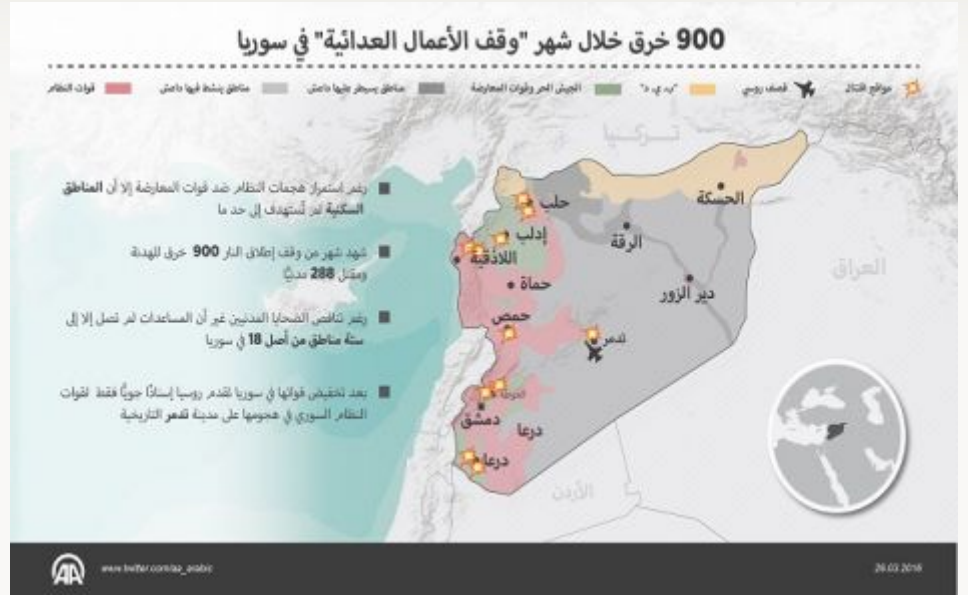 900 خرق خلال شهر "وقف الأعمال العدائية" في سوريا
مواقع اقتتال
قصف روسي
"ب ي د"
الجيش الحر وقوات المعارضة
مناطق يسيطر عليها داعش
مناطق ينشط فيها داعش
قوات النظام
رغم استمرار هجمات النظام ضد قوات المعارضة إلا أن المناطق
السكنية لم تُستهدف إلى حد ما
شهد شهر من وقف إطلاق النار 900 خرق للهدنة
ومقتل 288 مدنيًا
رغم تناقص الضحايا المدنيين غير أن المساعدات لم تصل إلا إلى
ستة مناطق من أصل 18 في سوريا
بعد تخفيض قواتها في سوريا تقدم روسيا إسنادًا جويًا فقط لقوات
النظام السوري في هجومها على مدينة تدمر التاريخية
تركيا
الحسكة
حلب
الرقة
إدلب
اللاذقية
العراق
دير الزور
حماة
حمص
تدمر
الغوطة
دمشق
درعا
درعا
الأردن
AA
www.twitter.com/aa_arabic
26.03.2016